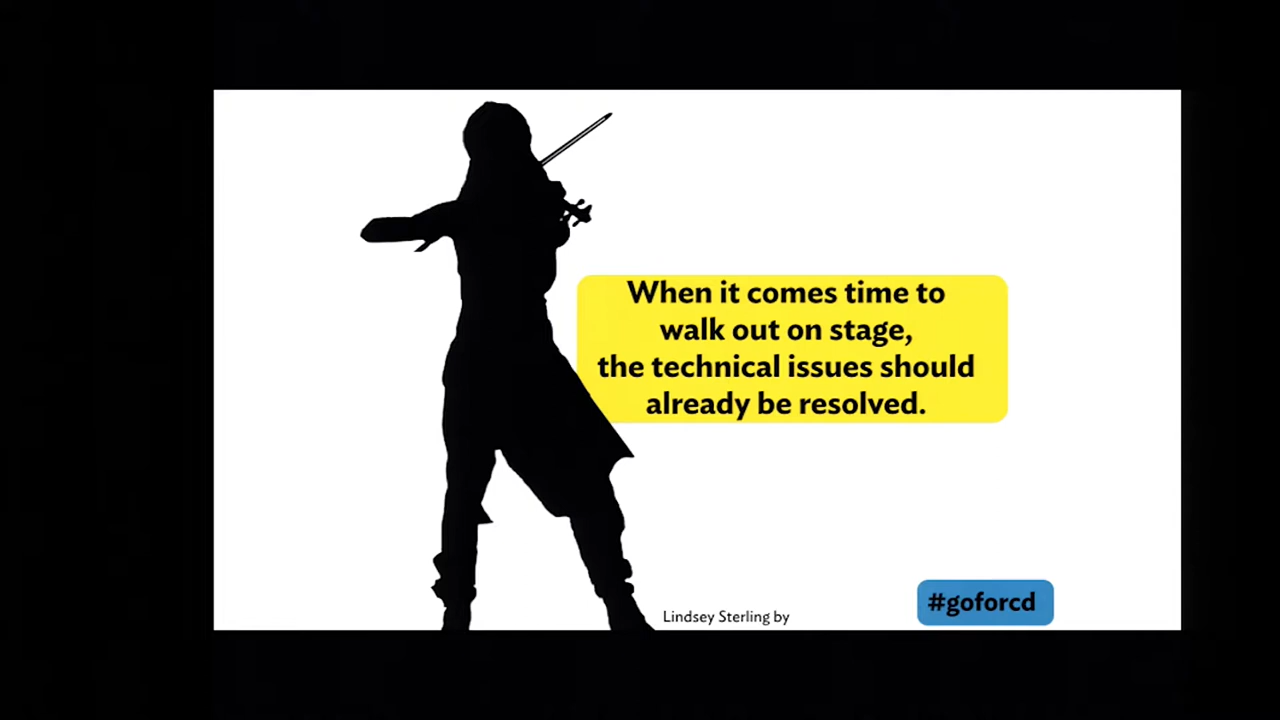 When it comes time to
walk out on stage,
the technical issues should
already be resolved.
Lindsey Sterling by
#goforcd